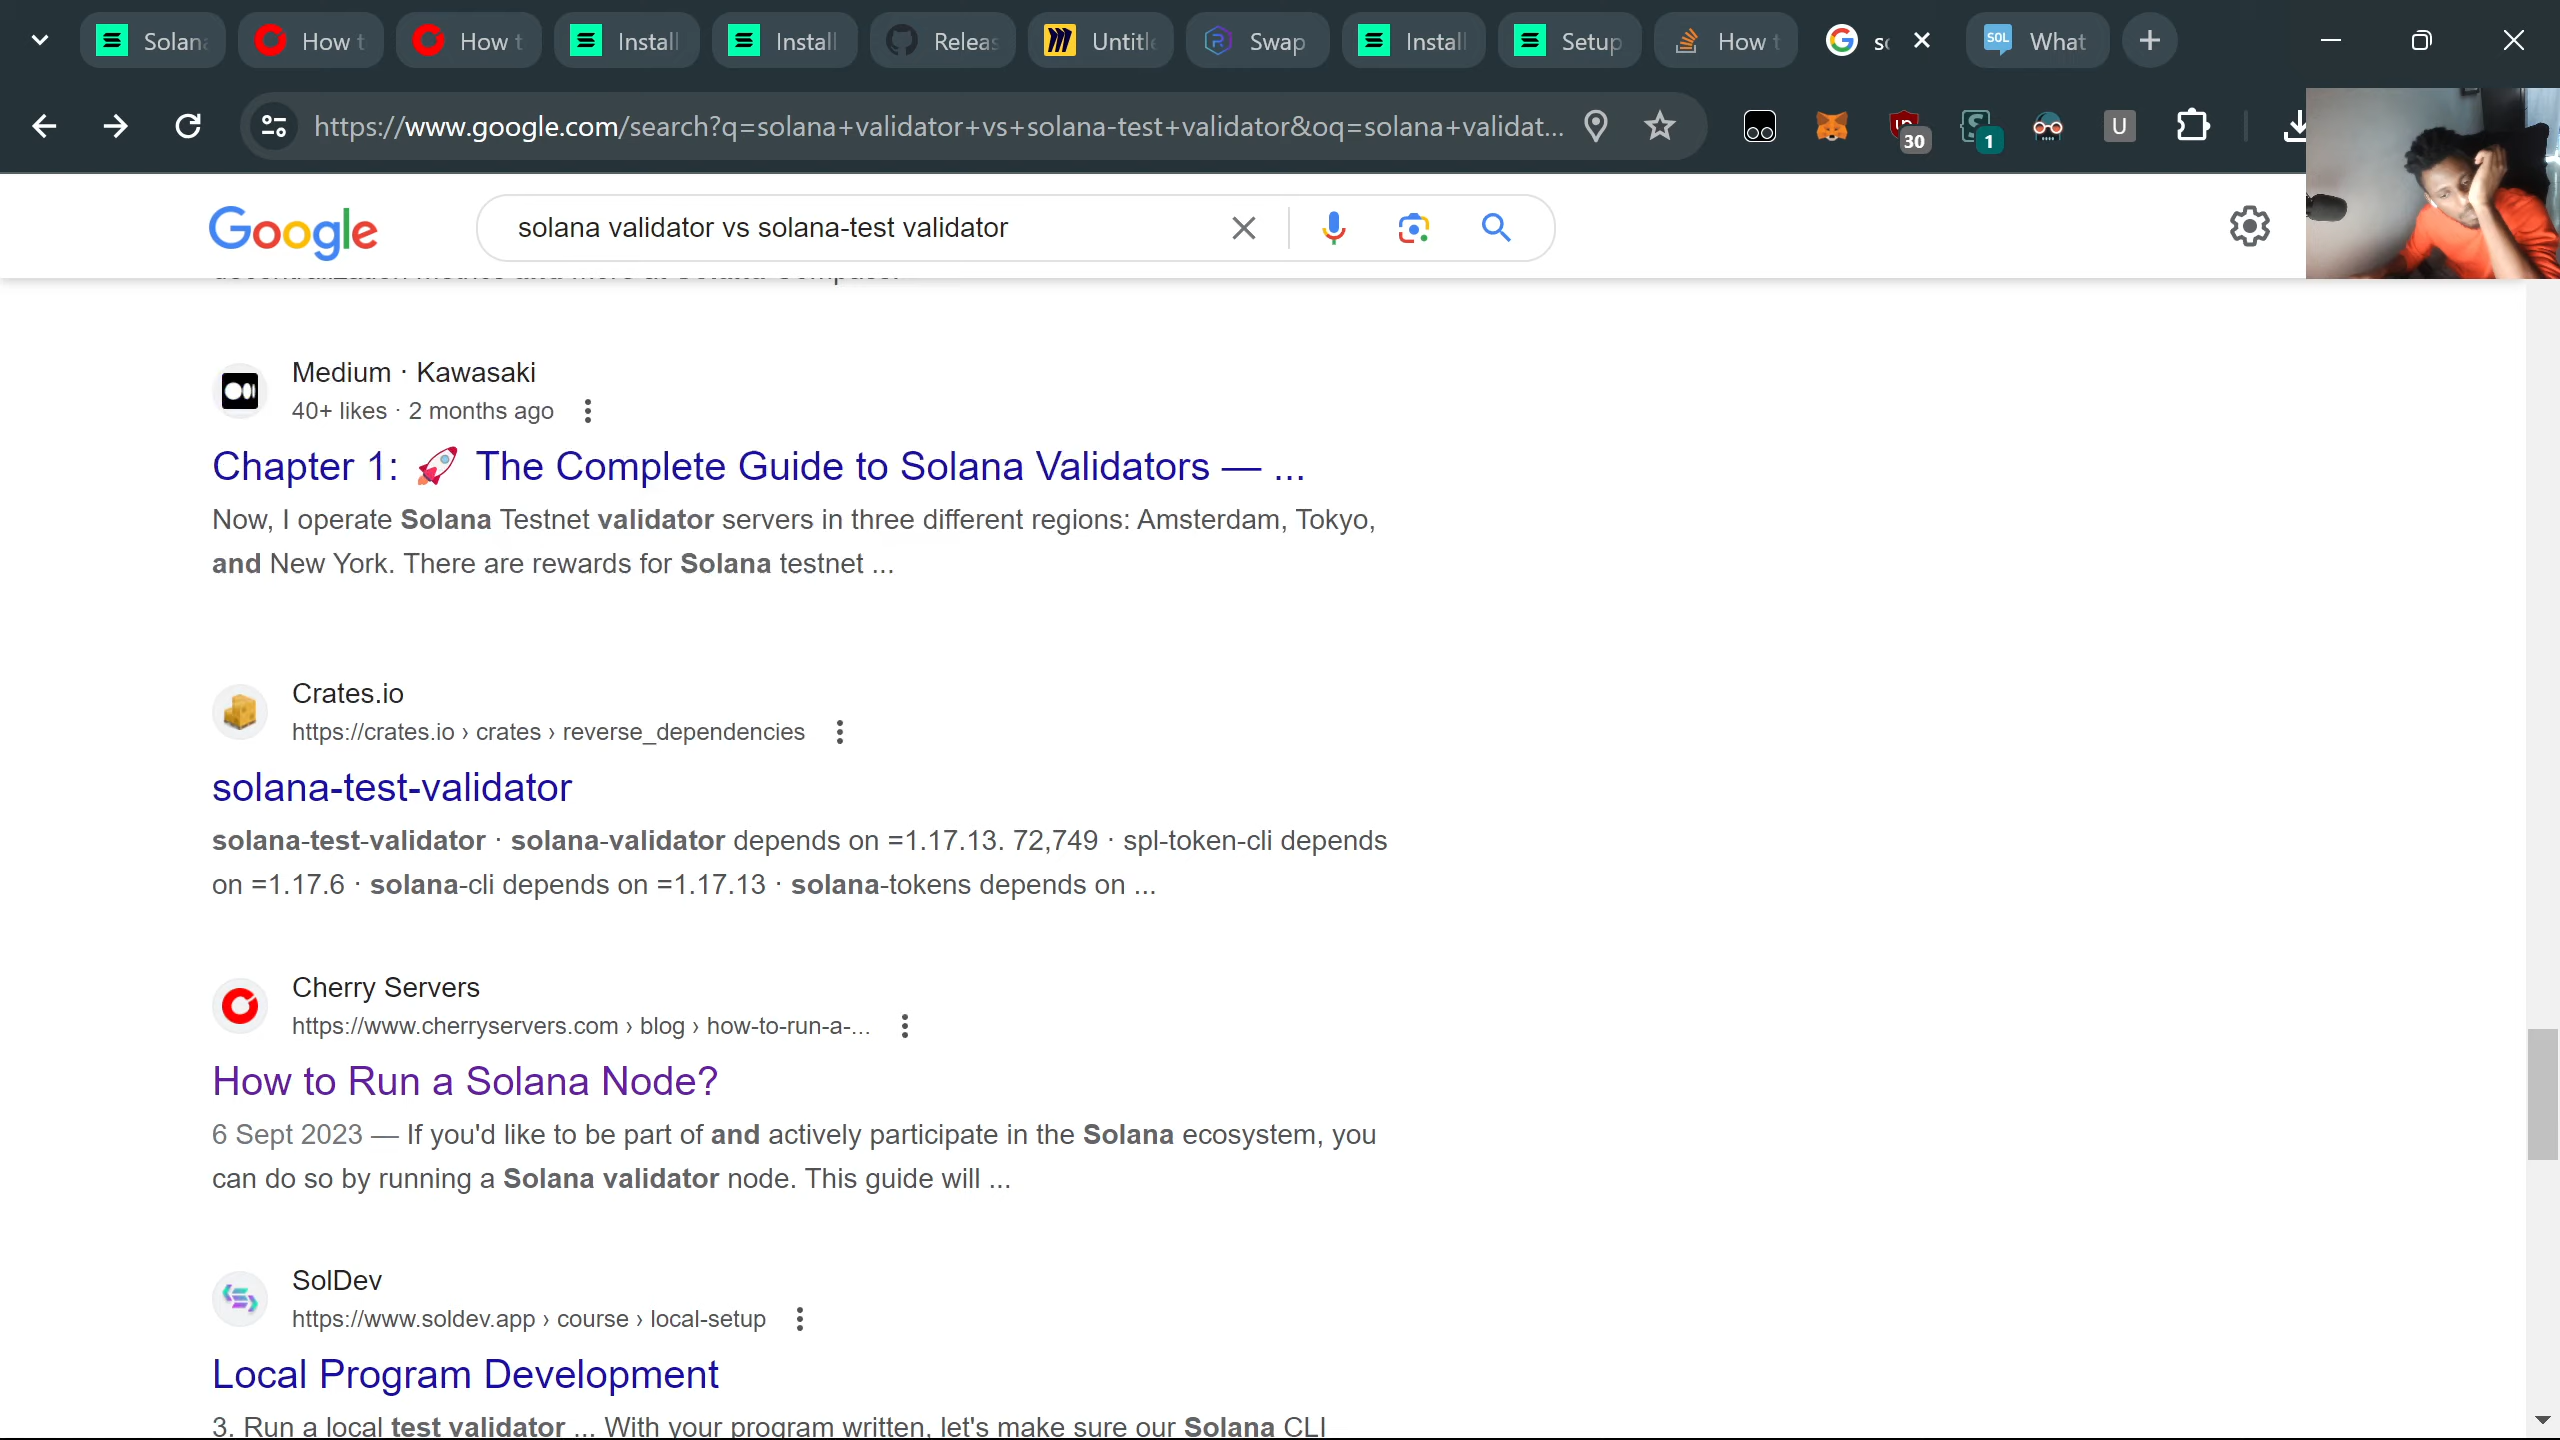 Solan
How t
How t
Install
Install
Releas
Untitle
Swap
Install
Setup
How t
What
https://www.google.com/search?q=solana+validator+vs+solana-test+validator&oq=solana+validat...
30
1
U
Google
solana validator vs solana-test validator
Medium · Kawasaki
40+ likes · 2 months ago
Chapter 1: 🚀 The Complete Guide to Solana Validators — ...
Now, I operate Solana Testnet validator servers in three different regions: Amsterdam, Tokyo,
and New York. There are rewards for Solana testnet ...
Crates.io
https://crates.io › crates › reverse_dependencies
solana-test-validator
solana-test-validator · solana-validator depends on =1.17.13. 72,749 · spl-token-cli depends
on =1.17.6 · solana-cli depends on =1.17.13 · solana-tokens depends on ...
Cherry Servers
https://www.cherryservers.com › blog › how-to-run-a-...
How to Run a Solana Node?
6 Sept 2023 — If you'd like to be part of and actively participate in the Solana ecosystem, you
can do so by running a Solana validator node. This guide will ...
SolDev
https://www.soldev.app › course › local-setup
Local Program Development
3. Run a local test validator ... With your program written, let's make sure our Solana CLI